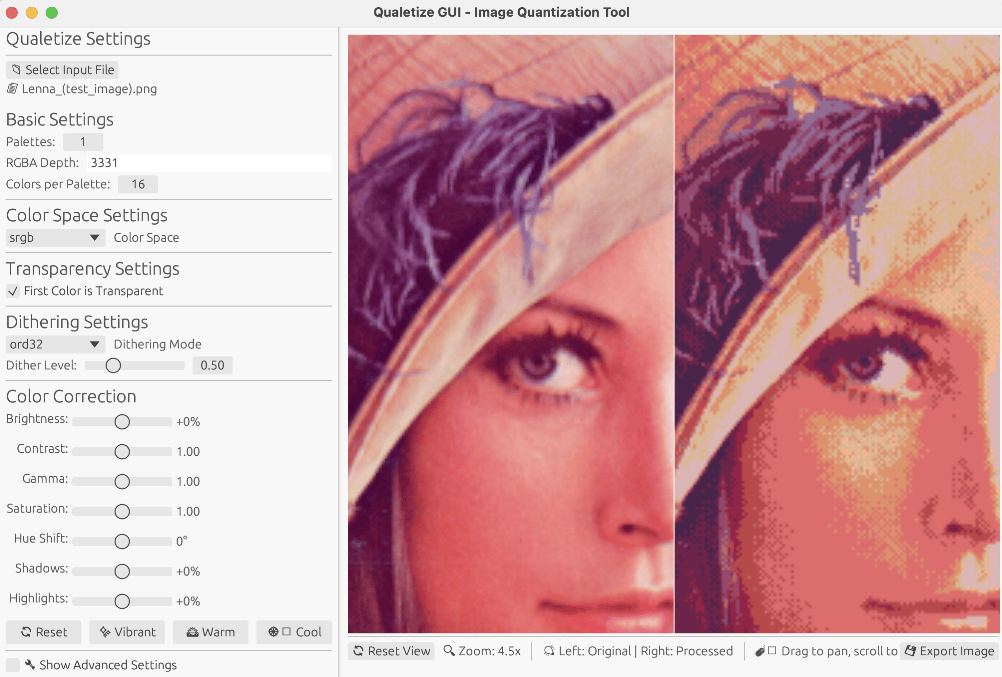 Qualetize GUI - Image Quantization Tool
Qualetize Settings
Select Input File
Lenna_(test_image).png
Basic Settings
Palettes: 1
RGBA Depth: 3331
Colors per Palette: 16
Color Space Settings
srgb Color Space
Transparency Settings
First Color is Transparent
Dithering Settings
ord32 Dithering Mode
Dither Level: 0.50
Color Correction
Brightness: +0%
Contrast: 1.00
Gamma: 1.00
Saturation: 1.00
Hue Shift: 0°
Shadows: +0%
Highlights: +0%
Reset Vibrant Warm Cool
Show Advanced Settings
Reset View Zoom: 4.5x Left: Original | Right: Processed Drag to pan, scroll to Export Image